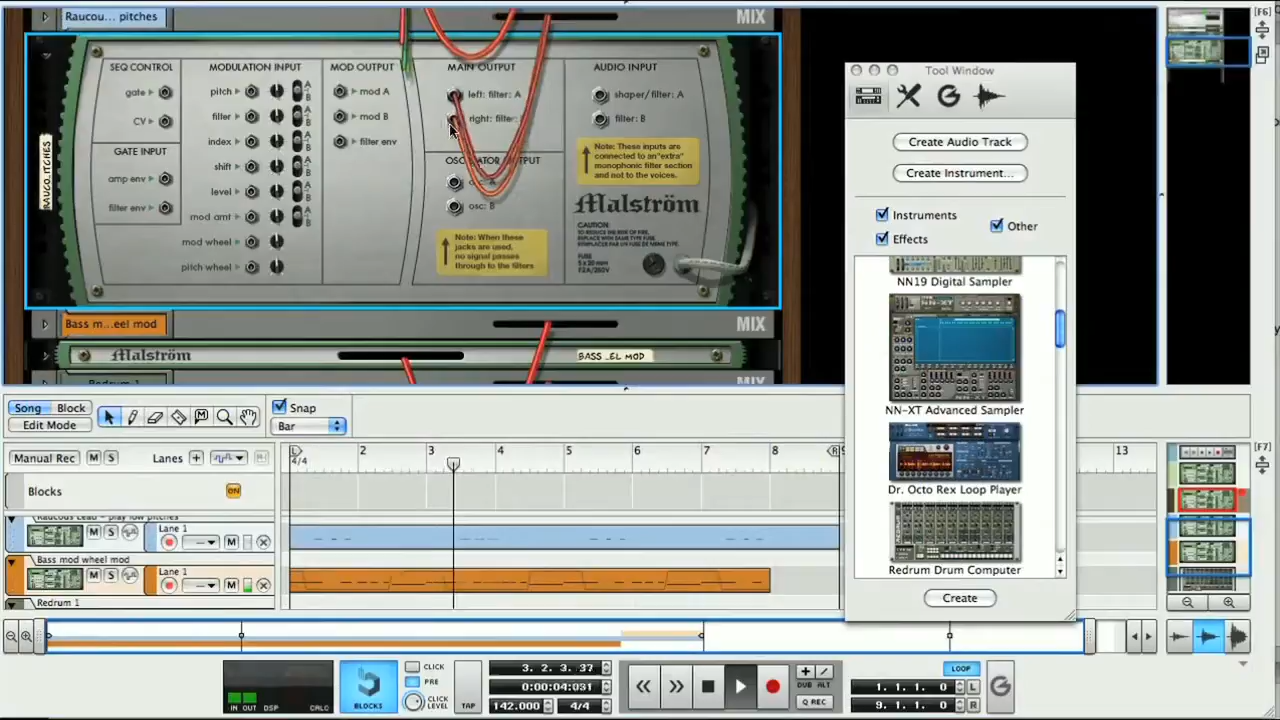 Raucou... pitches
MIX
[F6]
SEQ CONTROL
gate
CV
GATE INPUT
amp env
filter env
MODULATION INPUT
pitch
filter
index
shift
level
mod amt
mod wheel
pitch wheel
A
B
A
B
A
B
A
B
A
B
A
B
MOD OUTPUT
mod A
mod B
filter env
MAIN OUTPUT
left: filter: A
right: filter:
osc: B
Note: When these
jacks are used,
no signal passes
through to the filters
AUDIO INPUT
shaper/filter: A
filter: B
Note: These inputs are
connected to an"extra"
monophonic filter section
and not to the voices.
Malström
CAUTION:
TO REDUCE THE RISK OF FIRE,
REPLACE WITH SAME TYPE FUSE
FUSE
5 x 20 mm
T2A/250V
Bass m...eel mod
MIX
Malström
BASS _EL MOD
Redrum 1
Tool Window
Create Audio Track
Create Instrument...
Instruments
Effects
Other
NN19 Digital Sampler
NN-XT Advanced Sampler
Dr. Octo Rex Loop Player
Redrum Drum Computer
Create
Song Block
Edit Mode
Snap
Bar
Manual Rec M S
Lanes
2 3 4 5 6 7 8 R 13
4/4
[F7]
Blocks
ON
Raucous Lead - play low pitches
M S
Lane 1
M
Bass mod wheel mod
M S
Lane 1
M
Redrum 1
IN OUT DSP CALC
BLOCKS
CLICK
PRE
CLICK
LEVEL
TAP
3. 2. 3. 37
0:00:04:031
142.000 4/4
DUB ALT
Q REC
LOOP
1. 1. 1. 0 L
9. 1. 1. 0 R